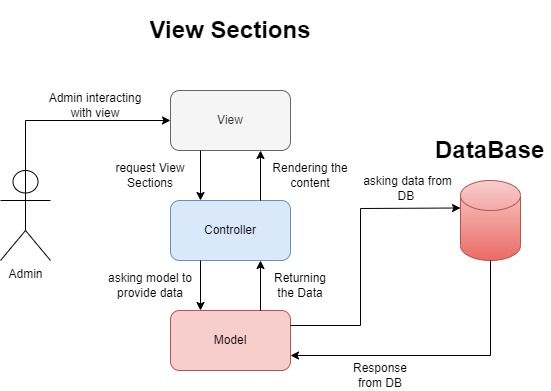 View Sections
Admin interacting
with view
View
DataBase
request View
Sections
Rendering the
content
asking data from
DB
Controller
Admin
asking model to
provide data
Returning
the Data
Model
Response
from DB